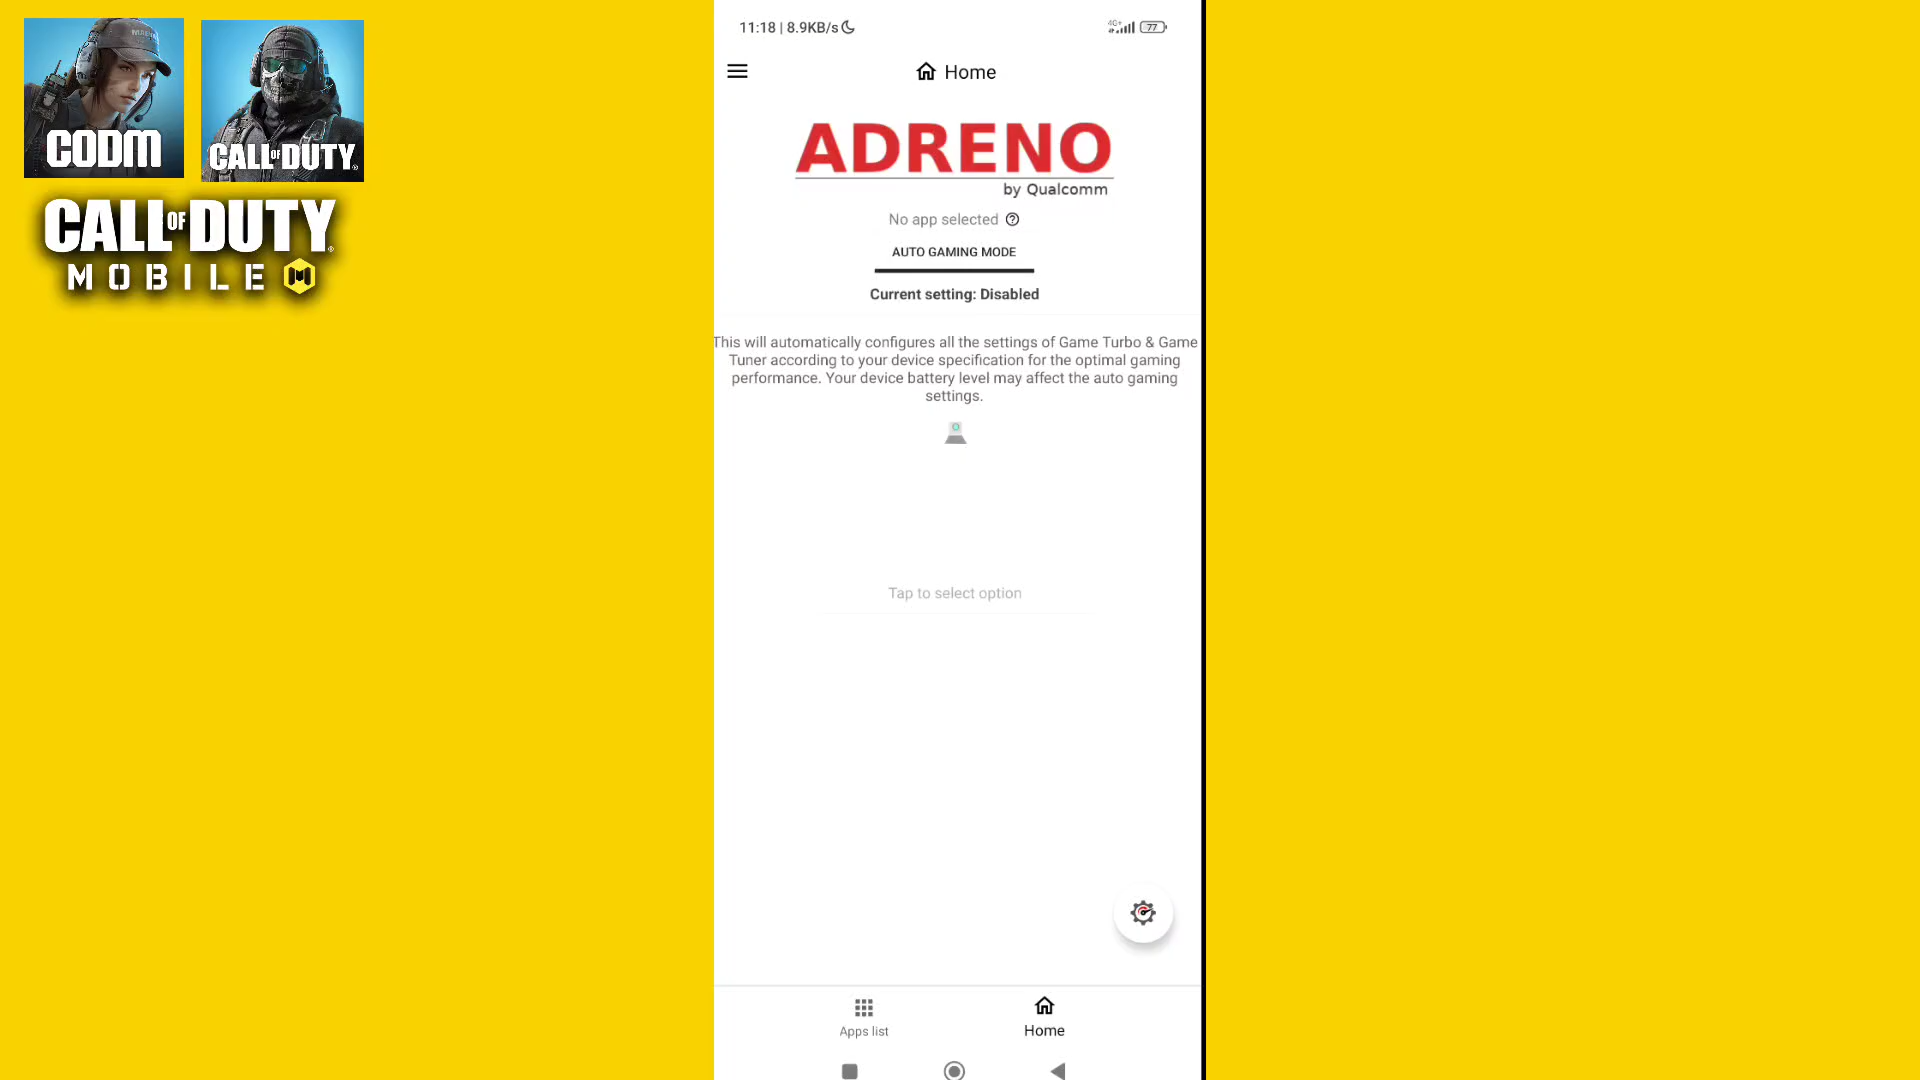 CODM
CALL OF DUTY
CALL OF DUTY
MOBILE
11:18 | 8.9KB/s
4G+
77
Home
ADRENO
by Qualcomm
No app selected
AUTO GAMING MODE
Current setting: Disabled
This will automatically configures all the settings of Game Turbo & Game
Tuner according to your device specification for the optimal gaming
performance. Your device battery level may affect the auto gaming
settings.
Tap to select option
Apps list
Home